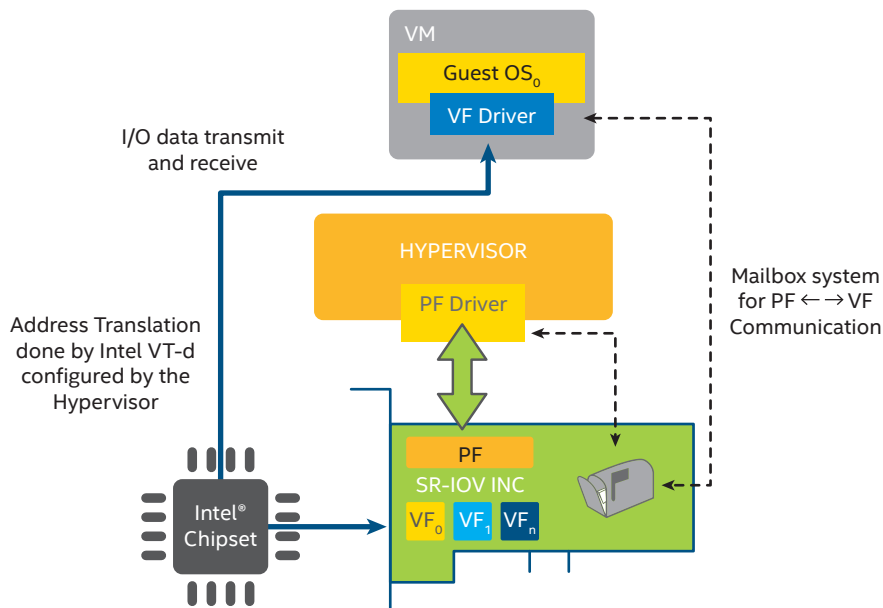 VM
Guest OS₀
VF Driver
I/O data transmit
and receive
HYPERVISOR
PF Driver
Mailbox system
for PF ←→ VF
Communication
Address Translation
done by Intel VT-d
configured by the
Hypervisor
PF
SR-IOV INC
VF₀ VF₁ VFₙ
Intel®
Chipset